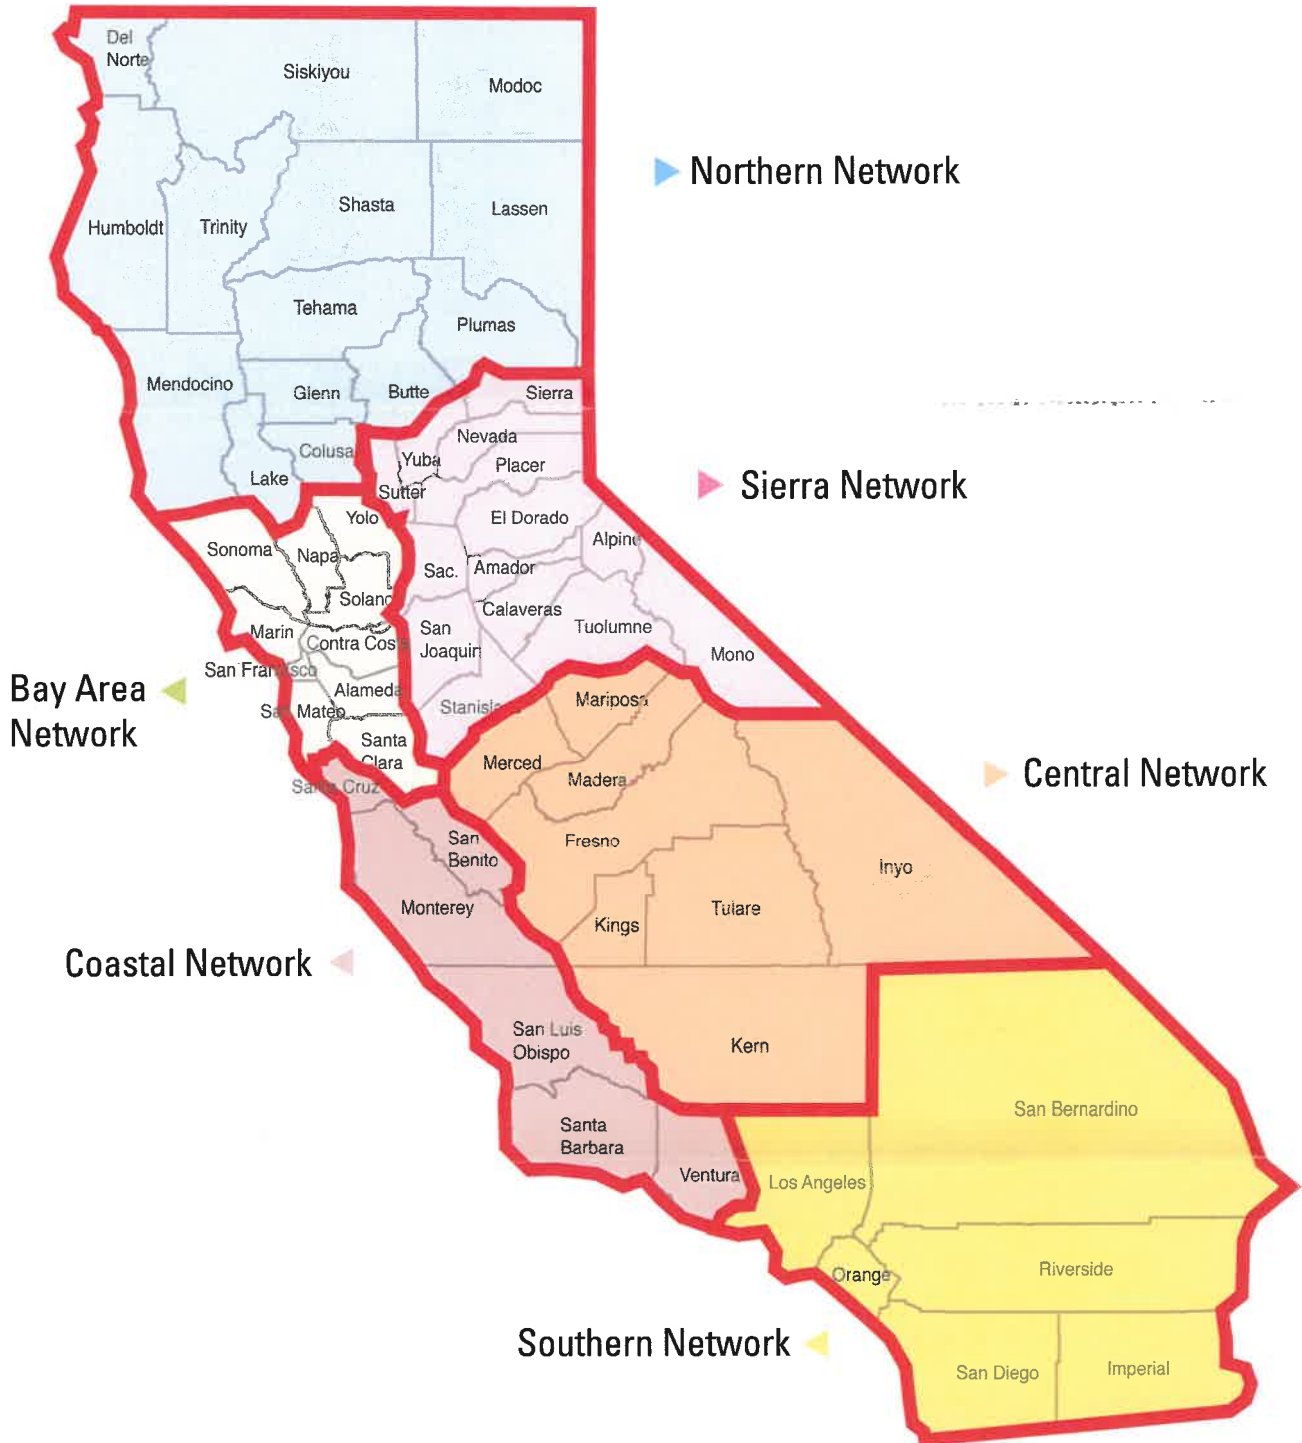 Del
Norte
Siskiyou
Modoc
Northern Network
Humboldt
Trinity
Shasta
Lassen
Tehama
Plumas
Mendocino
Glenn
Butte
Sierra
Nevada
Colusa
Yuba
Placer
Lake
Sutter
Sierra Network
Yolo
El Dorado
Sonoma
Napa
Alpine
Sac.
Amador
Solano
Calaveras
Marin
San
Joaquin
Tuolumne
Contra Costa
Mono
San Francisco
Bay Area
Network
Alameda
San Mateo
Stanislaus
Mariposa
Santa
Clara
Merced
Madera
Central Network
Santa Cruz
San
Benito
Fresno
Inyo
Monterey
Kings
Tulare
Coastal Network
San Luis
Obispo
Kern
San Bernardino
Santa
Barbara
Ventura
Los Angeles
Orange
Riverside
Southern Network
San Diego
Imperial